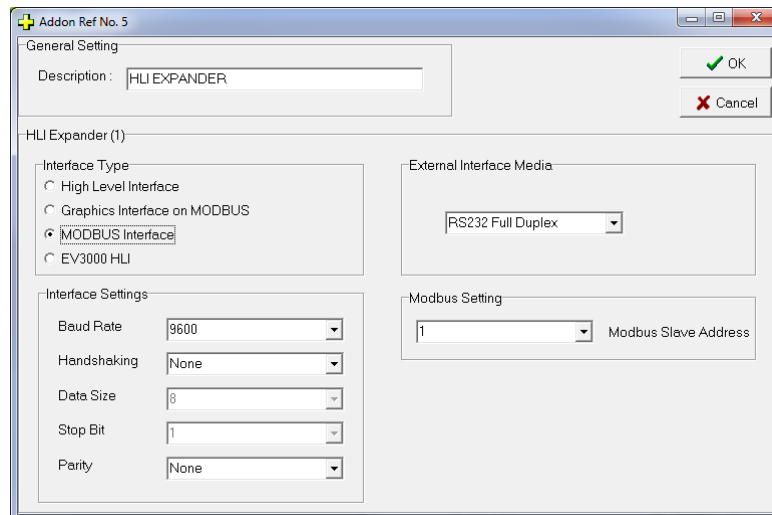 Addon Ref No. 5
General Setting
Description : HLI EXPANDER
OK
Cancel
HLI Expander (1)
Interface Type
High Level Interface
Graphics Interface on MODBUS
MODBUS Interface
EV3000 HLI
External Interface Media
RS232 Full Duplex
Interface Settings
Baud Rate 9600
Handshaking None
Data Size 8
Stop Bit 1
Parity None
Modbus Setting
1 Modbus Slave Address